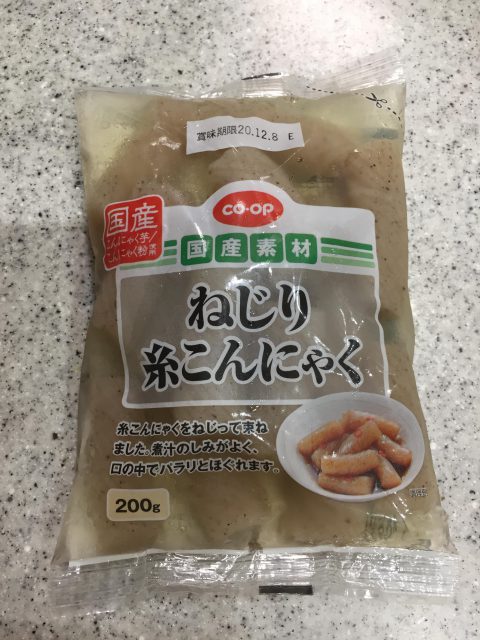 賞味期限20.12.8 E
国産
こんにゃく芋/
こんにゃく粉末
CO・OP
国産素材
ねじり
糸こんにゃく
糸こんにゃくをねじって束ね
ました。煮汁のしみがよく、
口の中でパラリとほぐれます。
200g